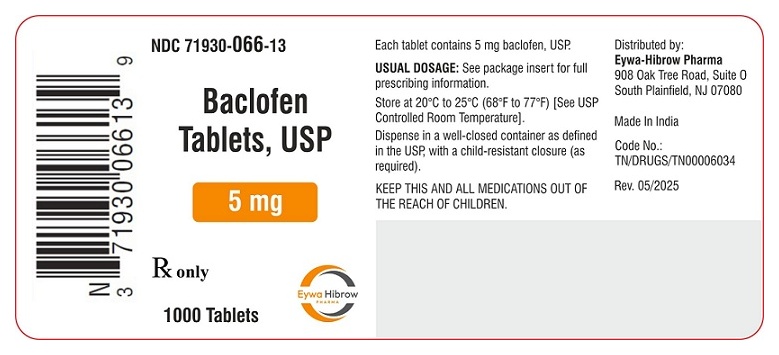 NDC 71930-066-13
Baclofen
Tablets, USP
5 mg
Rx only
1000 Tablets
Eywa Hibrow
PHARMA
N
3 71930 06613 9
Each tablet contains 5 mg baclofen, USP.
USUAL DOSAGE: See package insert for full
prescribing information.
Store at 20°C to 25°C (68°F to 77°F) [See USP
Controlled Room Temperature].
Dispense in a well-closed container as defined
in the USP, with a child-resistant closure (as
required).
KEEP THIS AND ALL MEDICATIONS OUT OF
THE REACH OF CHILDREN.
Distributed by:
Eywa-Hibrow Pharma
908 Oak Tree Road, Suite O
South Plainfield, NJ 07080
Made In India
Code No.:
TN/DRUGS/TN00006034
Rev. 05/2025